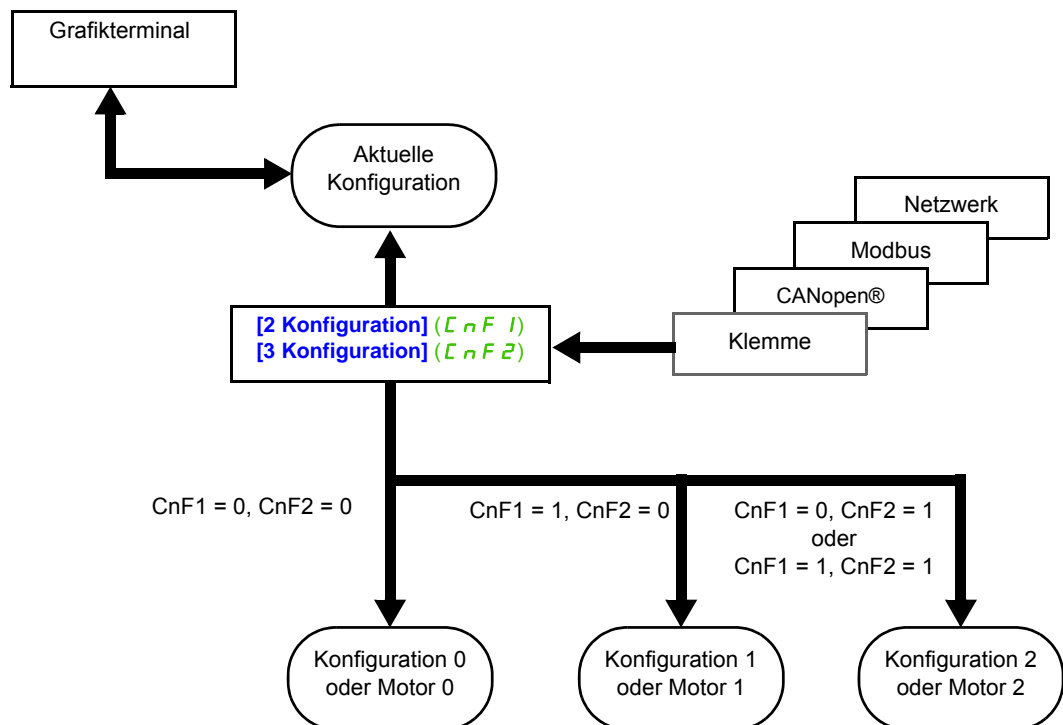 Grafikterminal
Aktuelle
Konfiguration
Netzwerk
Modbus
CANopen®
Klemme
[2 Konfiguration] (CnF1)
[3 Konfiguration] (CnF2)
CnF1 = 0, CnF2 = 0
CnF1 = 1, CnF2 = 0
CnF1 = 0, CnF2 = 1
oder
CnF1 = 1, CnF2 = 1
Konfiguration 0
oder Motor 0
Konfiguration 1
oder Motor 1
Konfiguration 2
oder Motor 2